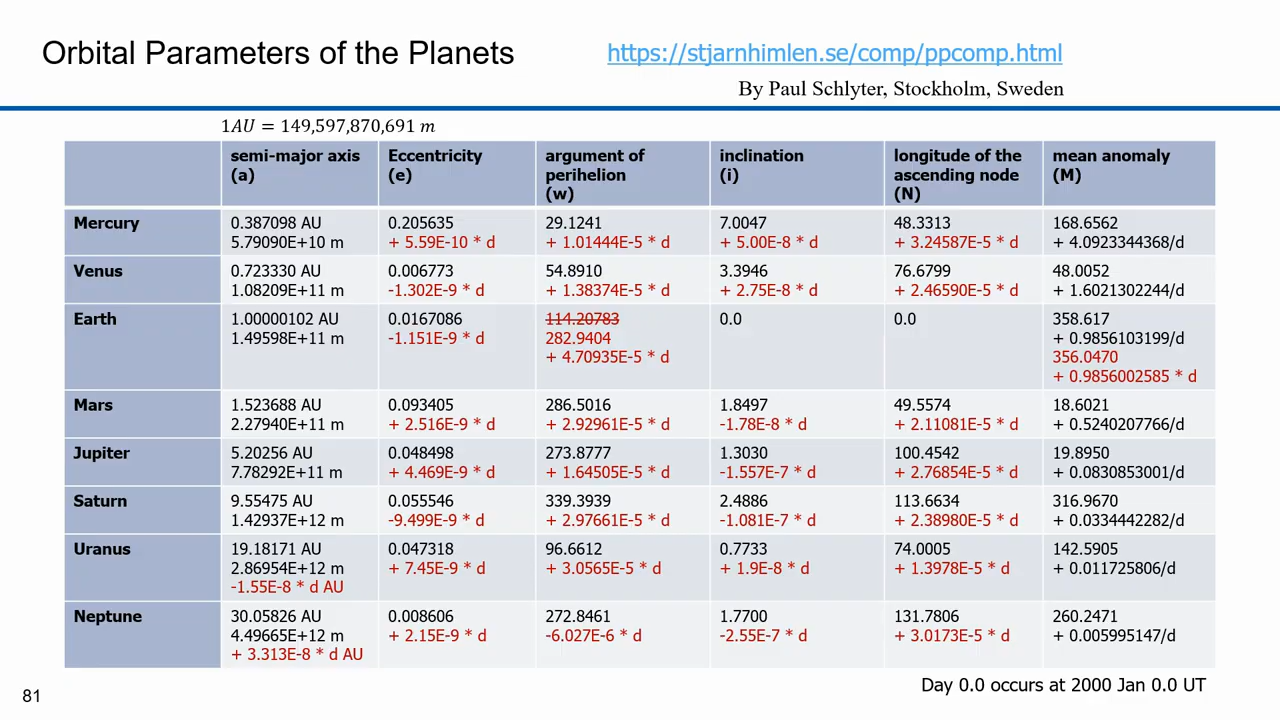 Orbital Parameters of the Planets
https://stjarnhimlen.se/comp/ppcomp.html
By Paul Schlyter, Stockholm, Sweden
1AU = 149,597,870,691 m
semi-major axis (a)
Eccentricity (e)
argument of perihelion (w)
inclination (i)
longitude of the ascending node (N)
mean anomaly (M)
Mercury
0.387098 AU
5.79090E+10 m
0.205635
+ 5.59E-10 * d
29.1241
+ 1.01444E-5 * d
7.0047
+ 5.00E-8 * d
48.3313
+ 3.24587E-5 * d
168.6562
+ 4.0923344368/d
Venus
0.723330 AU
1.08209E+11 m
0.006773
-1.302E-9 * d
54.8910
+ 1.38374E-5 * d
3.3946
+ 2.75E-8 * d
76.6799
+ 2.46590E-5 * d
48.0052
+ 1.6021302244/d
Earth
1.00000102 AU
1.49598E+11 m
0.0167086
-1.151E-9 * d
114.20783
282.9404
+ 4.70935E-5 * d
0.0
0.0
358.617
+ 0.9856103199/d
356.0470
+ 0.9856002585 * d
Mars
1.523688 AU
2.27940E+11 m
0.093405
+ 2.516E-9 * d
286.5016
+ 2.92961E-5 * d
1.8497
-1.78E-8 * d
49.5574
+ 2.11081E-5 * d
18.6021
+ 0.5240207766/d
Jupiter
5.20256 AU
7.78292E+11 m
0.048498
+ 4.469E-9 * d
273.8777
+ 1.64505E-5 * d
1.3030
-1.557E-7 * d
100.4542
+ 2.76854E-5 * d
19.8950
+ 0.0830853001/d
Saturn
9.55475 AU
1.42937E+12 m
0.055546
-9.499E-9 * d
339.3939
+ 2.97661E-5 * d
2.4886
-1.081E-7 * d
113.6634
+ 2.38980E-5 * d
316.9670
+ 0.0334442282/d
Uranus
19.18171 AU
2.86954E+12 m
-1.55E-8 * d AU
0.047318
+ 7.45E-9 * d
96.6612
+ 3.0565E-5 * d
0.7733
+ 1.9E-8 * d
74.0005
+ 1.3978E-5 * d
142.5905
+ 0.011725806/d
Neptune
30.05826 AU
4.49665E+12 m
+ 3.313E-8 * d AU
0.008606
+ 2.15E-9 * d
272.8461
-6.027E-6 * d
1.7700
-2.55E-7 * d
131.7806
+ 3.0173E-5 * d
260.2471
+ 0.005995147/d
Day 0.0 occurs at 2000 Jan 0.0 UT
81